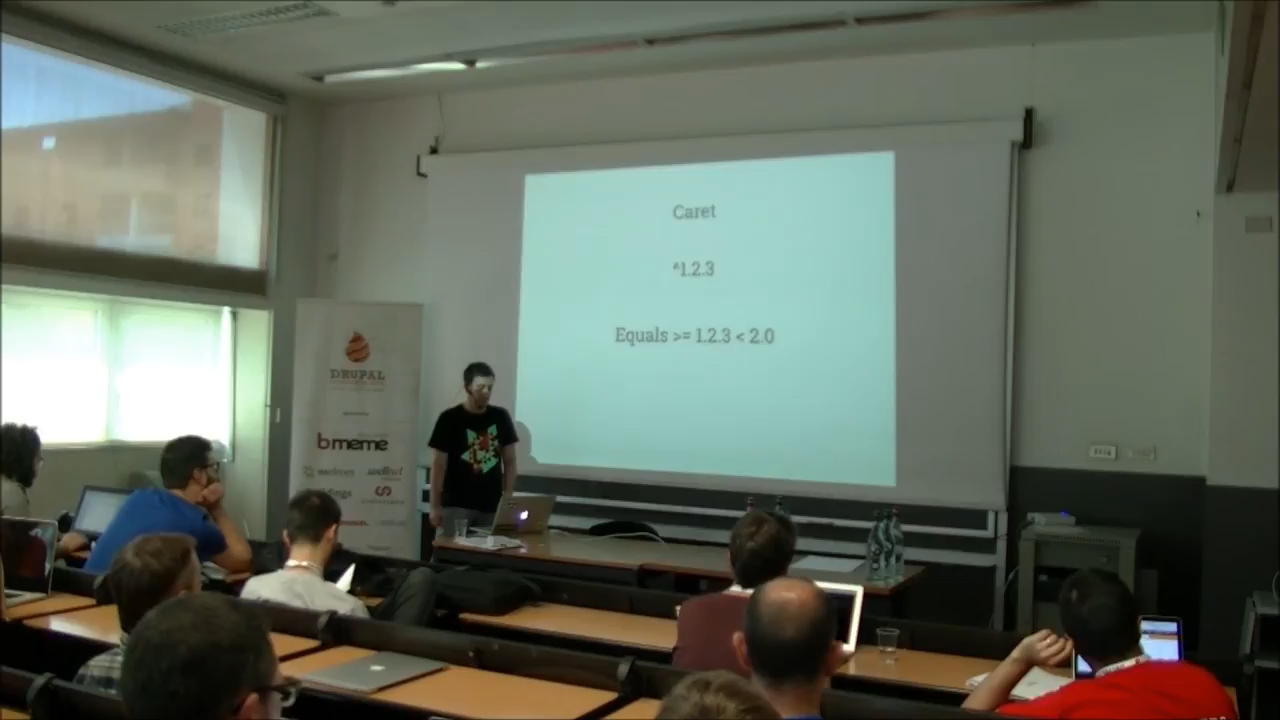 Caret
^1.2.3
Equals >= 1.2.3 < 2.0
DRUPAL
bmeme